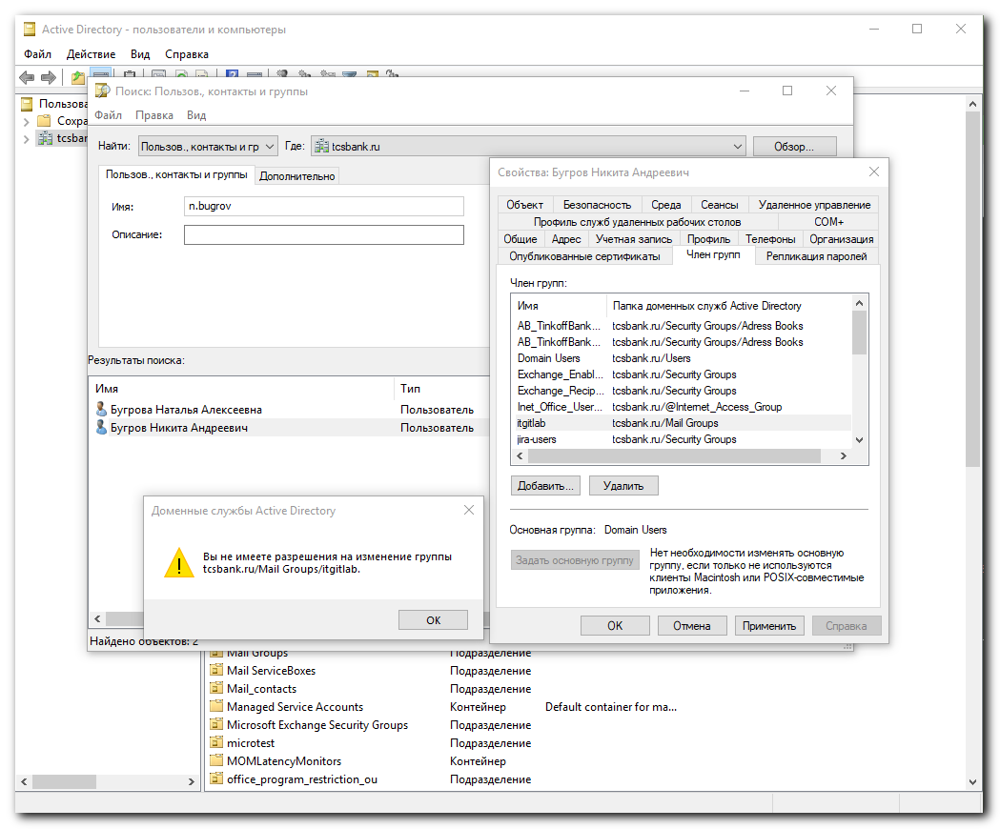 Active Directory - пользователи и компьютеры
Файл Действие Вид Справка
Пользова
Сохра
tcsban
Поиск: Пользов., контакты и группы
Файл Правка Вид
Найти: Пользов., контакты и гр Где: tcsbank.ru Обзор...
Пользов., контакты и группы Дополнительно
Имя: n.bugrov
Описание:
Результаты поиска:
Имя Тип
Бугрова Наталья Алексеевна Пользователь
Бугров Никита Андреевич Пользователь
Найдено объектов: 2
Свойства: Бугров Никита Андреевич
Объект Безопасность Среда Сеансы Удаленное управление
Профиль служб удаленных рабочих столов COM+
Общие Адрес Учетная запись Профиль Телефоны Организация
Опубликованные сертификаты Член групп Репликация паролей
Член групп:
Имя Папка доменных служб Active Directory
AB_TinkoffBank... tcsbank.ru/Security Groups/Adress Books
AB_TinkoffBank... tcsbank.ru/Security Groups/Adress Books
Domain Users tcsbank.ru/Users
Exchange_Enabl... tcsbank.ru/Security Groups
Exchange_Recip... tcsbank.ru/Security Groups
Inet_Office_User... tcsbank.ru/@Internet_Access_Group
itgitlab tcsbank.ru/Mail Groups
jira-users tcsbank.ru/Security Groups
Добавить... Удалить
Основная группа: Domain Users
Задать основную группу
Нет необходимости изменять основную
группу, если только не используются
клиенты Macintosh или POSIX-совместимые
приложения.
OK Отмена Применить Справка
Доменные службы Active Directory
Вы не имеете разрешения на изменение группы
tcsbank.ru/Mail Groups/itgitlab.
OK
Mail Groups Подразделение
Mail ServiceBoxes Подразделение
Mail_contacts Подразделение
Managed Service Accounts Контейнер Default container for ma...
Microsoft Exchange Security Groups Подразделение
microtest Подразделение
MOMLatencyMonitors Контейнер
office_program_restriction_ou Подразделение